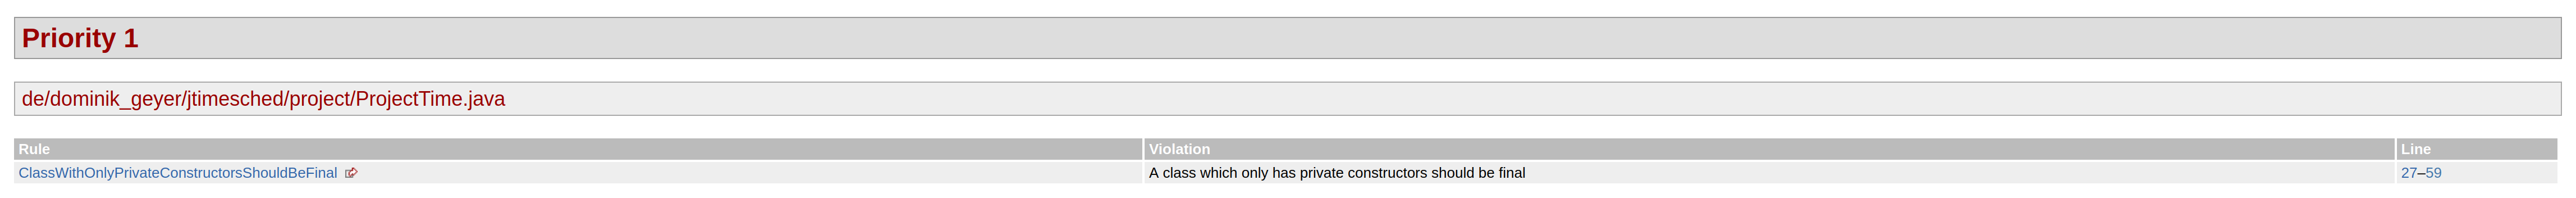 Priority 1
de/dominik_geyer/jtimesched/project/ProjectTime.java
Rule Violation Line
ClassWithOnlyPrivateConstructorsShouldBeFinal A class which only has private constructors should be final 27–59